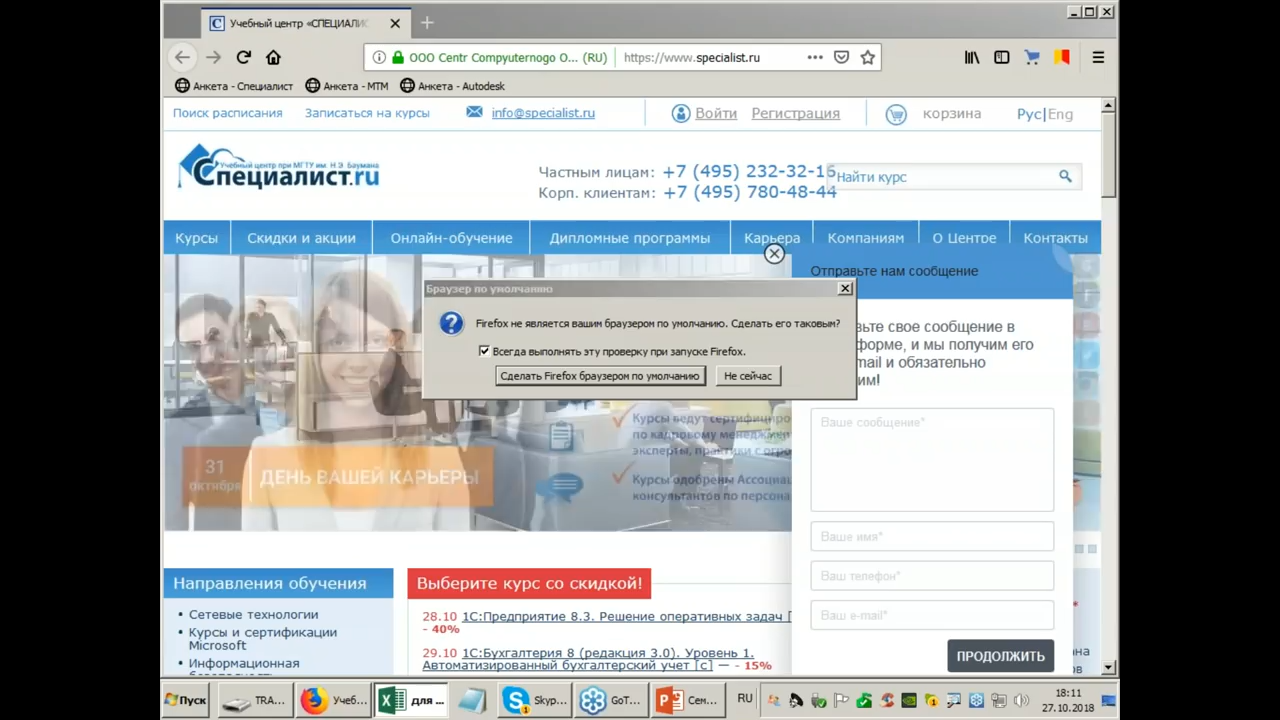 Учебный центр «СПЕЦИАЛИС
ООО Centr Compyuternogo O... (RU) https://www.specialist.ru
Анкета - Специалист Анкета - МТМ Анкета - Autodesk
Поиск расписания Записаться на курсы info@specialist.ru Войти Регистрация корзина Рус|Eng
Учебный центр при МГТУ им. Н.Э. Баумана
Специалист.ru
Частным лицам: +7 (495) 232-32-16
Корп. клиентам: +7 (495) 780-48-44
Найти курс
Курсы Скидки и акции Онлайн-обучение Дипломные программы Карьера Компаниям О Центре Контакты
Отправьте нам сообщение
Браузер по умолчанию
Firefox не является вашим браузером по умолчанию. Сделать его таковым?
Всегда выполнять эту проверку при запуске Firefox.
Сделать Firefox браузером по умолчанию Не сейчас
вьте свое сообщение в
форме, и мы получим его
mail и обязательно
им!
Курсы ведут сертифициро
по кадровому менеджм
эксперты, практики с огро
Курсы одобрены Ассоциа
консультантов по персона
31
октября
ДЕНЬ ВАШЕЙ КАРЬЕРЫ
Ваше сообщение*
Ваше имя*
Ваш телефон*
Ваш e-mail*
ПРОДОЛЖИТЬ
Направления обучения
• Сетевые технологии
• Курсы и сертификации
Microsoft
• Информационная
Выберите курс со скидкой!
28.10 1С:Предприятие 8.3. Решение оперативных задач [
- 40%
29.10 1С:Бухгалтерия 8 (редакция 3.0). Уровень 1.
Автоматизированный бухгалтерский учет [с] — - 15%
Пуск TRA... Учеб... для ... Skyp... GoT... Сем... RU 18:11
27.10.2018